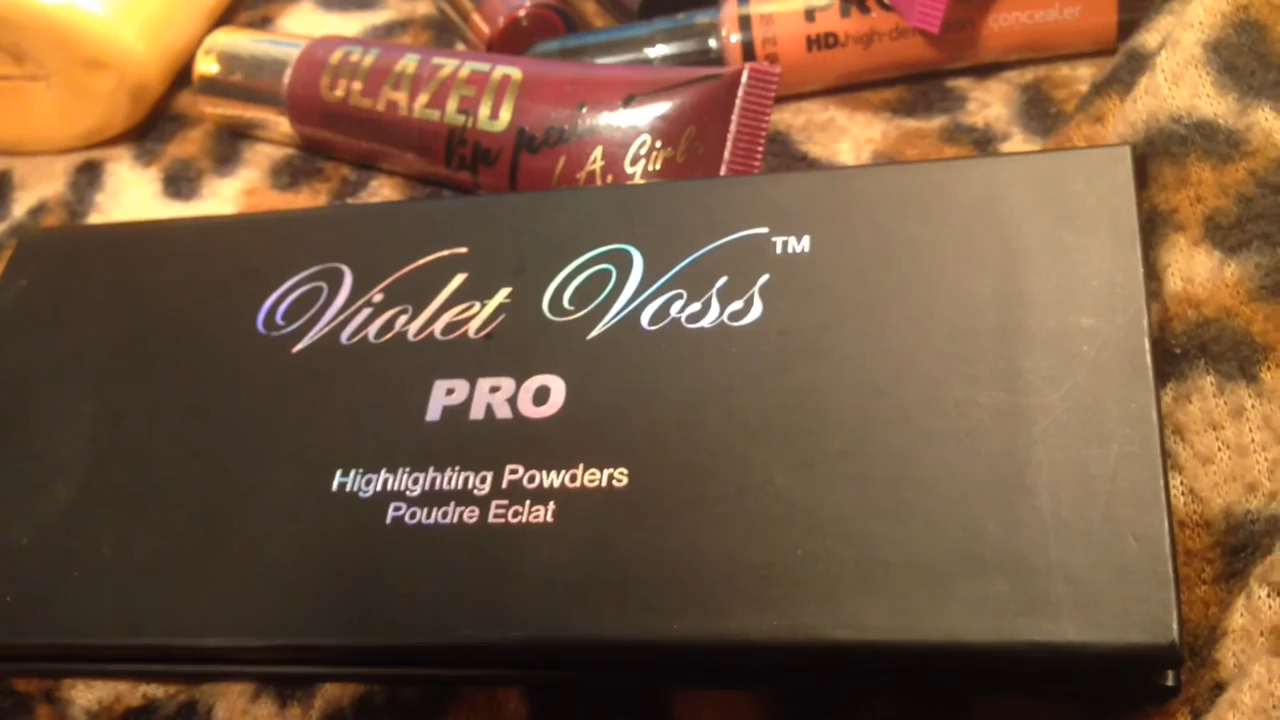 PRO
HD.high-definition concealer
GLAZED
lip paint
L.A. Girl
Violet Voss™
PRO
Highlighting Powders
Poudre Eclat